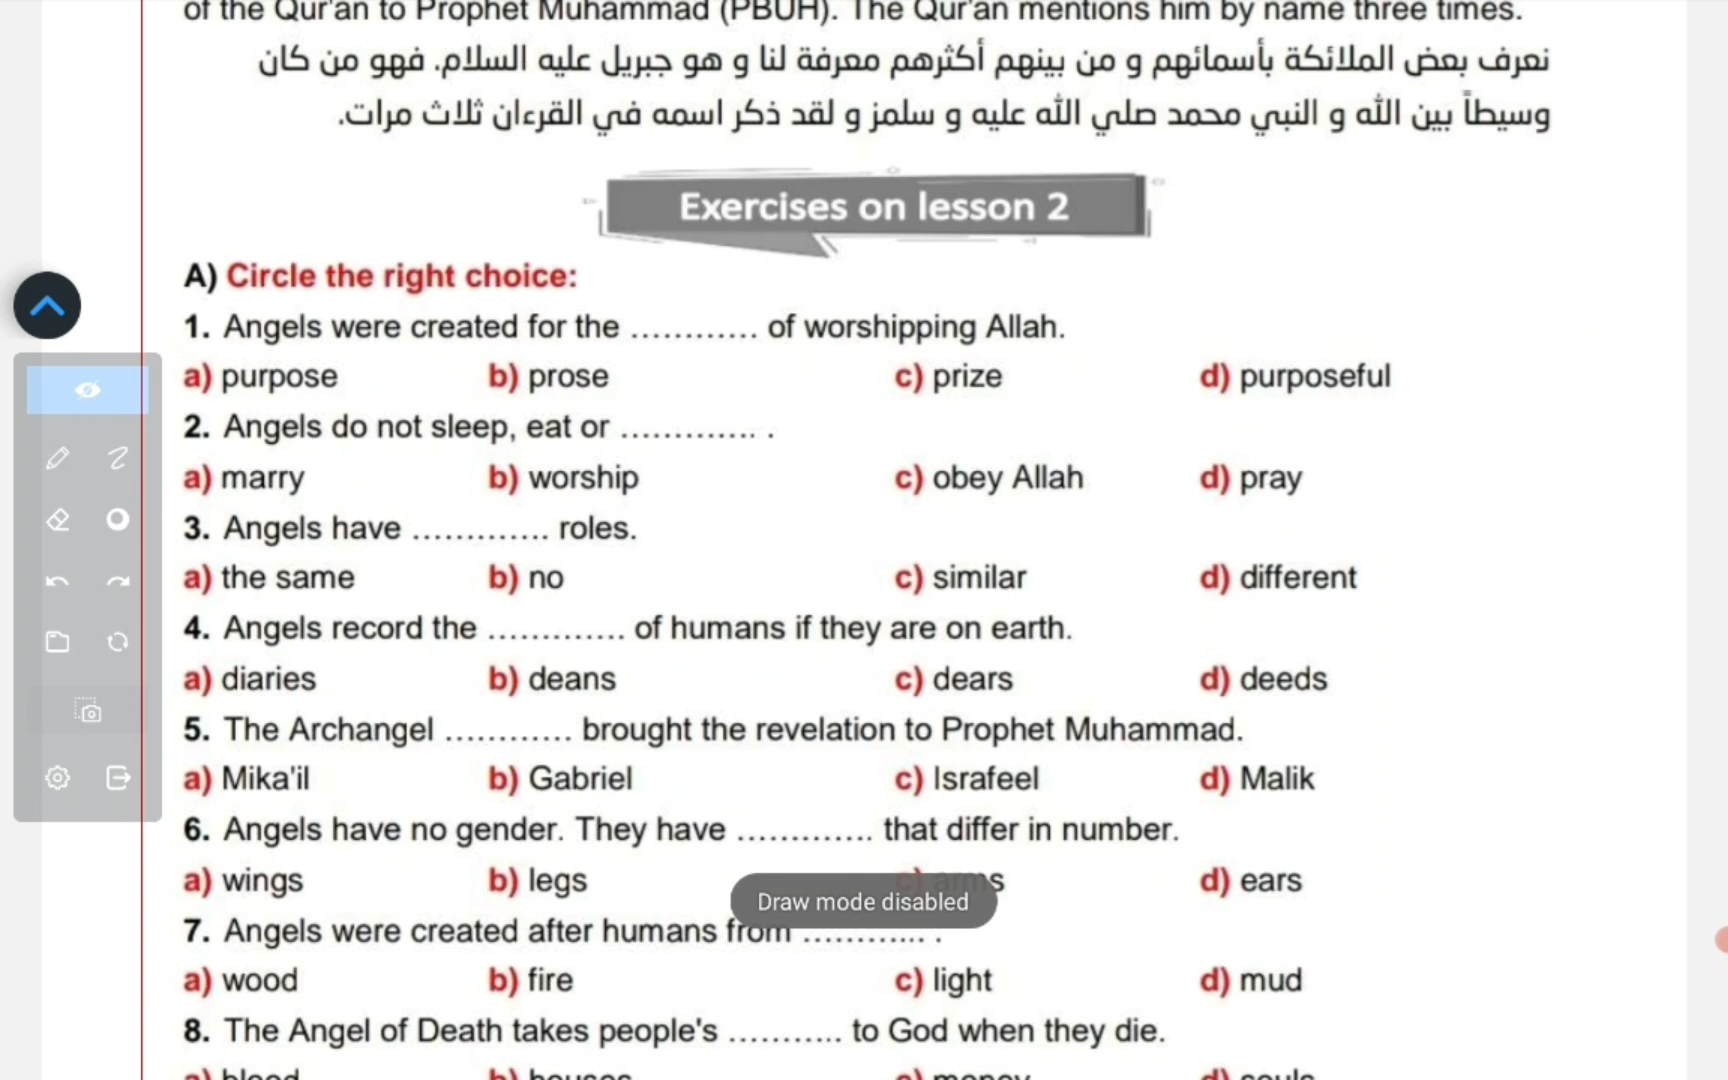 of the Qur'an to Prophet Muhammad (PBUH). The Qur'an mentions him by name three times.
نعرف بعض الملائكة بأسمائهم و من بينهم أكثرهم معرفة لنا و هو جبريل عليه السلام. فهو من كان
وسيطاً بين الله و النبي محمد صلي الله عليه و سلمز و لقد ذكر اسمه في القرءان ثلاث مرات.
Exercises on lesson 2
A) Circle the right choice:
1. Angels were created for the ............ of worshipping Allah.
a) purpose b) prose c) prize d) purposeful
2. Angels do not sleep, eat or ............. .
a) marry b) worship c) obey Allah d) pray
3. Angels have ............. roles.
a) the same b) no c) similar d) different
4. Angels record the ............. of humans if they are on earth.
a) diaries b) deans c) dears d) deeds
5. The Archangel ............ brought the revelation to Prophet Muhammad.
a) Mika'il b) Gabriel c) Israfeel d) Malik
6. Angels have no gender. They have ............. that differ in number.
a) wings b) legs c) arms d) ears
Draw mode disabled
7. Angels were created after humans from ............ .
a) wood b) fire c) light d) mud
8. The Angel of Death takes people's ........... to God when they die.
a) blood b) houses c) money d) souls